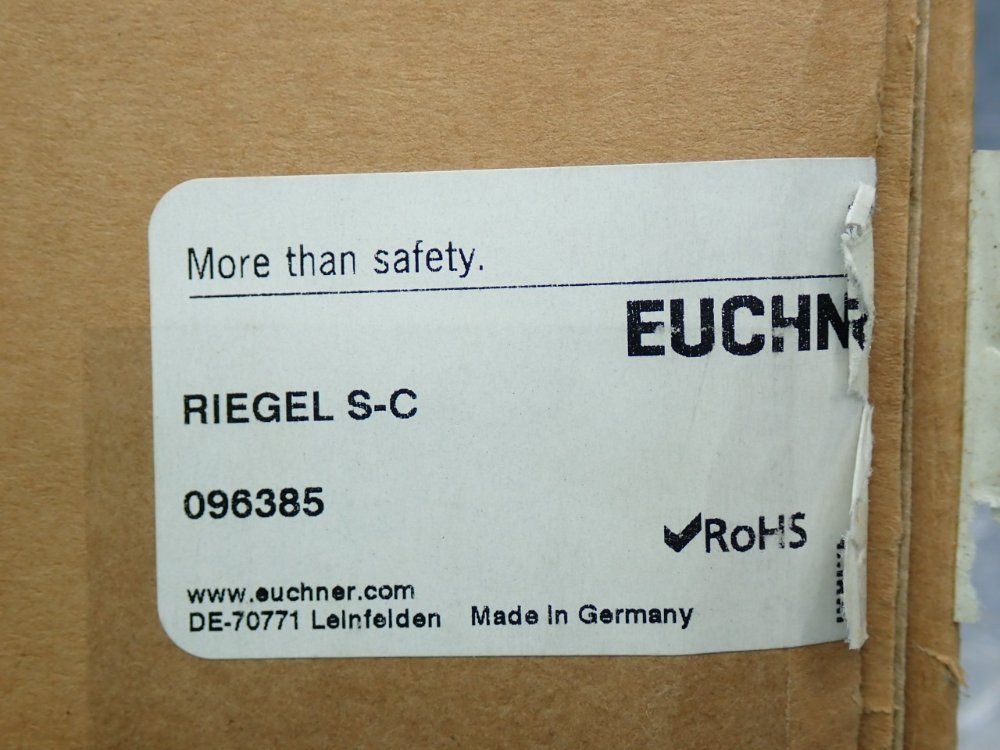 More than safety.
EUCHN
RIEGEL S-C
096385
RoHS
www.euchner.com
DE-70771 Leinfelden Made in Germany